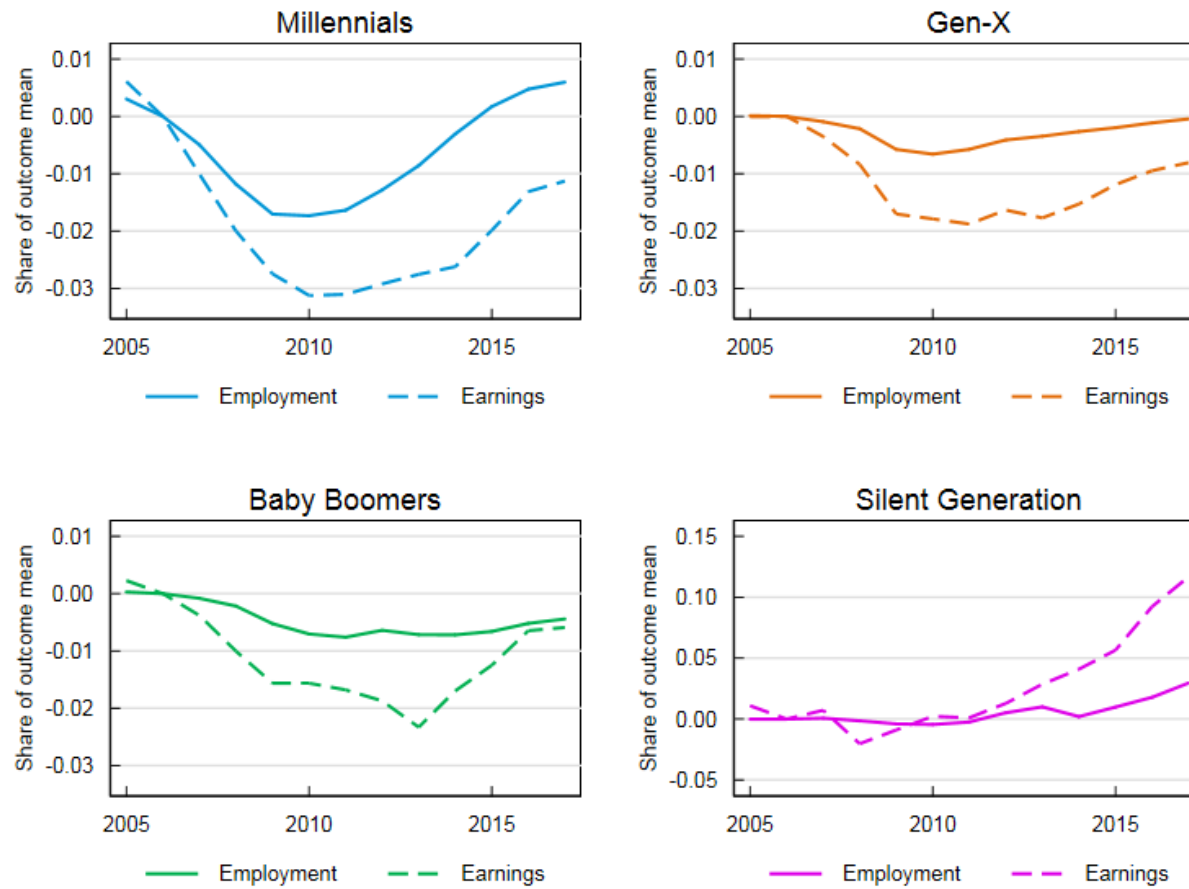 Millennials
Share of outcome mean
0.01
0.00
-0.01
-0.02
-0.03
2005 2010 2015
Employment Earnings
Gen-X
Share of outcome mean
0.01
0.00
-0.01
-0.02
-0.03
2005 2010 2015
Employment Earnings
Baby Boomers
Share of outcome mean
0.01
0.00
-0.01
-0.02
-0.03
2005 2010 2015
Employment Earnings
Silent Generation
Share of outcome mean
0.15
0.10
0.05
0.00
-0.05
2005 2010 2015
Employment Earnings